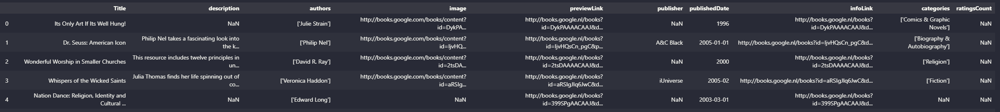 Title description authors image previewLink publisher publishedDate infoLink categories ratingsCount
0 Its Only Art If Its Well Hung! NaN ['Julie Strain'] http://books.google.com/books/content? id=DykPA... http://books.google.nl/books? id=DykPAAAACAAJ&d... NaN 1996 http://books.google.nl/books? id=DykPAAAACAAJ&d... ['Comics & Graphic Novels'] NaN
1 Dr. Seuss: American Icon Philip Nel takes a fascinating look into the k... ['Philip Nel'] http://books.google.com/books/content? id=IjvHQ... http://books.google.nl/books? id=IjvHQsCn_pgC&p... A&C Black 2005-01-01 http://books.google.nl/books?id=IjvHQsCn_pgC&d... ['Biography & Autobiography'] NaN
2 Wonderful Worship in Smaller Churches This resource includes twelve principles in un... ['David R. Ray'] http://books.google.com/books/content? id=2tsDA... http://books.google.nl/books? id=2tsDAAAACAAJ&d... NaN 2000 http://books.google.nl/books? id=2tsDAAAACAAJ&d... ['Religion'] NaN
3 Whispers of the Wicked Saints Julia Thomas finds her life spinning out of co... ['Veronica Haddon'] http://books.google.com/books/content? id=aRSIg... http://books.google.nl/books? id=aRSIgJlq6JwC&d... iUniverse 2005-02 http://books.google.nl/books?id=aRSIgJlq6JwC&d... ['Fiction'] NaN
4 Nation Dance: Religion, Identity and Cultural ... NaN ['Edward Long'] NaN http://books.google.nl/books? id=399SPgAACAAJ&d... NaN 2003-03-01 http://books.google.nl/books? id=399SPgAACAAJ&d... NaN NaN